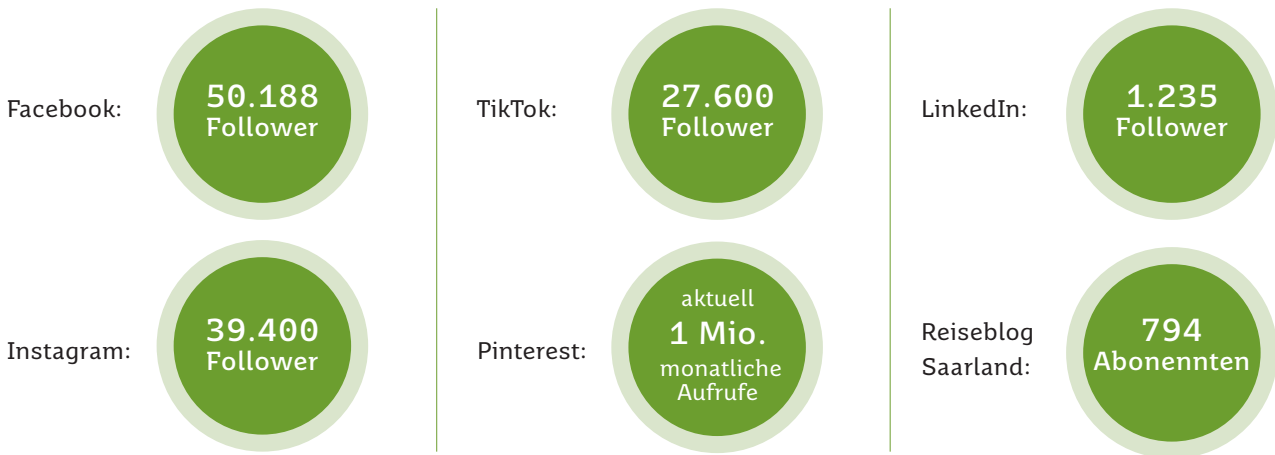 Facebook:
50.188
Follower
Instagram:
39.400
Follower
TikTok:
27.600
Follower
Pinterest:
aktuell
1 Mio.
monatliche
Aufrufe
LinkedIn:
1.235
Follower
Reiseblog
Saarland:
794
Abonennten